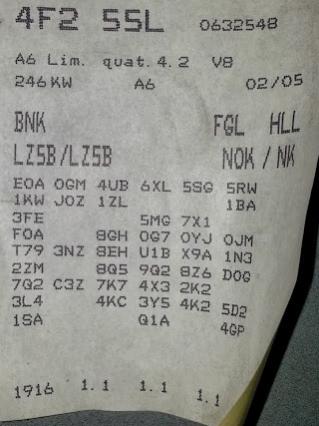 4F2 5SL 0632548
A6 Lim. quat.4.2 V8
246KW A6 02/05
BNK FGL HLL
LZ5B/LZ5B NOK / NK
E0A 0GM 4UB 6XL 5SG 5RW
1KW J0Z 1ZL 1BA
3FE 5MG 7X1
F0A 8GH 0G7 0YJ 0JM
T79 3NZ 8EH U1B X9A 1N3
2ZM 8Q5 9Q2 8Z6 D0G
7Q2 C3Z 7K7 4X3 2K2
3L4 4KC 3Y5 4K2 5D2
1SA Q1A 4GP
1916 1.1 1.1 1.1